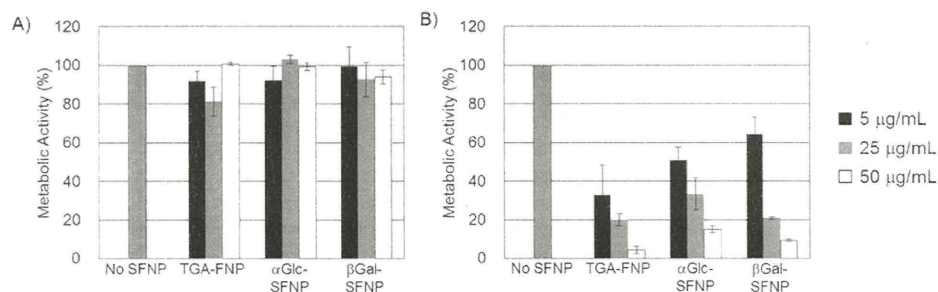 A)
Metabolic Activity (%)
120
100
80
60
40
20
0
No SFNP
TGA-FNP
αGlc-
SFNP
βGal-
SFNP
B)
Metabolic Activity (%)
120
100
80
60
40
20
0
No SFNP
TGA-FNP
αGlc-
SFNP
βGal-
SFNP
5 μg/mL
25 μg/mL
50 μg/mL